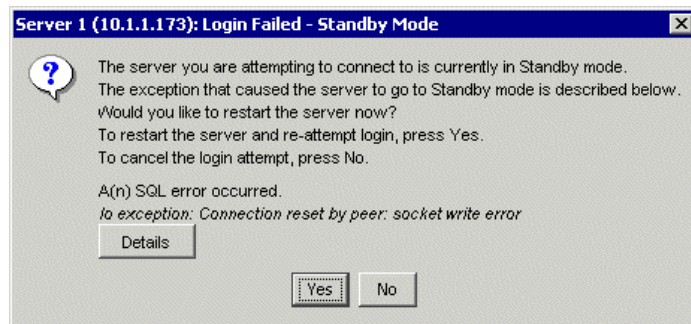 Server 1 (10.1.1.173): Login Failed - Standby Mode
The server you are attempting to connect to is currently in Standby mode.
The exception that caused the server to go to Standby mode is described below.
Would you like to restart the server now?
To restart the server and re-attempt login, press Yes.
To cancel the login attempt, press No.
A(n) SQL error occurred.
Io exception: Connection reset by peer: socket write error
Details
Yes No